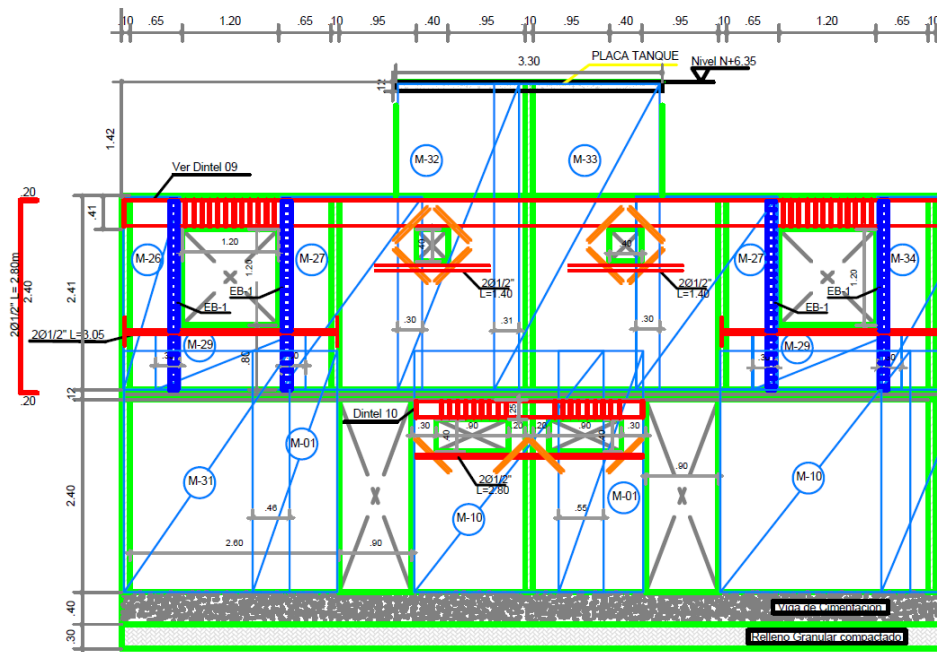 .10 .65 1.20 .65 .10 .95 .40 .95 .95 .40 .95 .10 .65 1.20 .65 .10
PLACA TANQUE
3.30
Nivel N+6.35
.12
1.42
M-32
M-33
Ver Dintel 09
.20
.41
M-26
1.20
M-27
.40
.40
M-27
M-34
1.20
1.20
EB-1
EB-1
EB-1
2Ø1/2" L= 2.80m
2.40
2.41
2Ø1/2"
L=1.40
2Ø1/2"
L=1.40
2Ø1/2" L=3.05
.30
.31
.30
M-29
M-29
.80
.12
.20
Dintel 10
.25
.30 .90 .20 .20 .90 .30
.40
.40
M-01
2Ø1/2"
L=2.80
.90
M-31
M-01
M-10
M-10
2.40
.46
.55
2.60
.90
.40
Viga de Cimentación
.30
Relleno Granular compactado